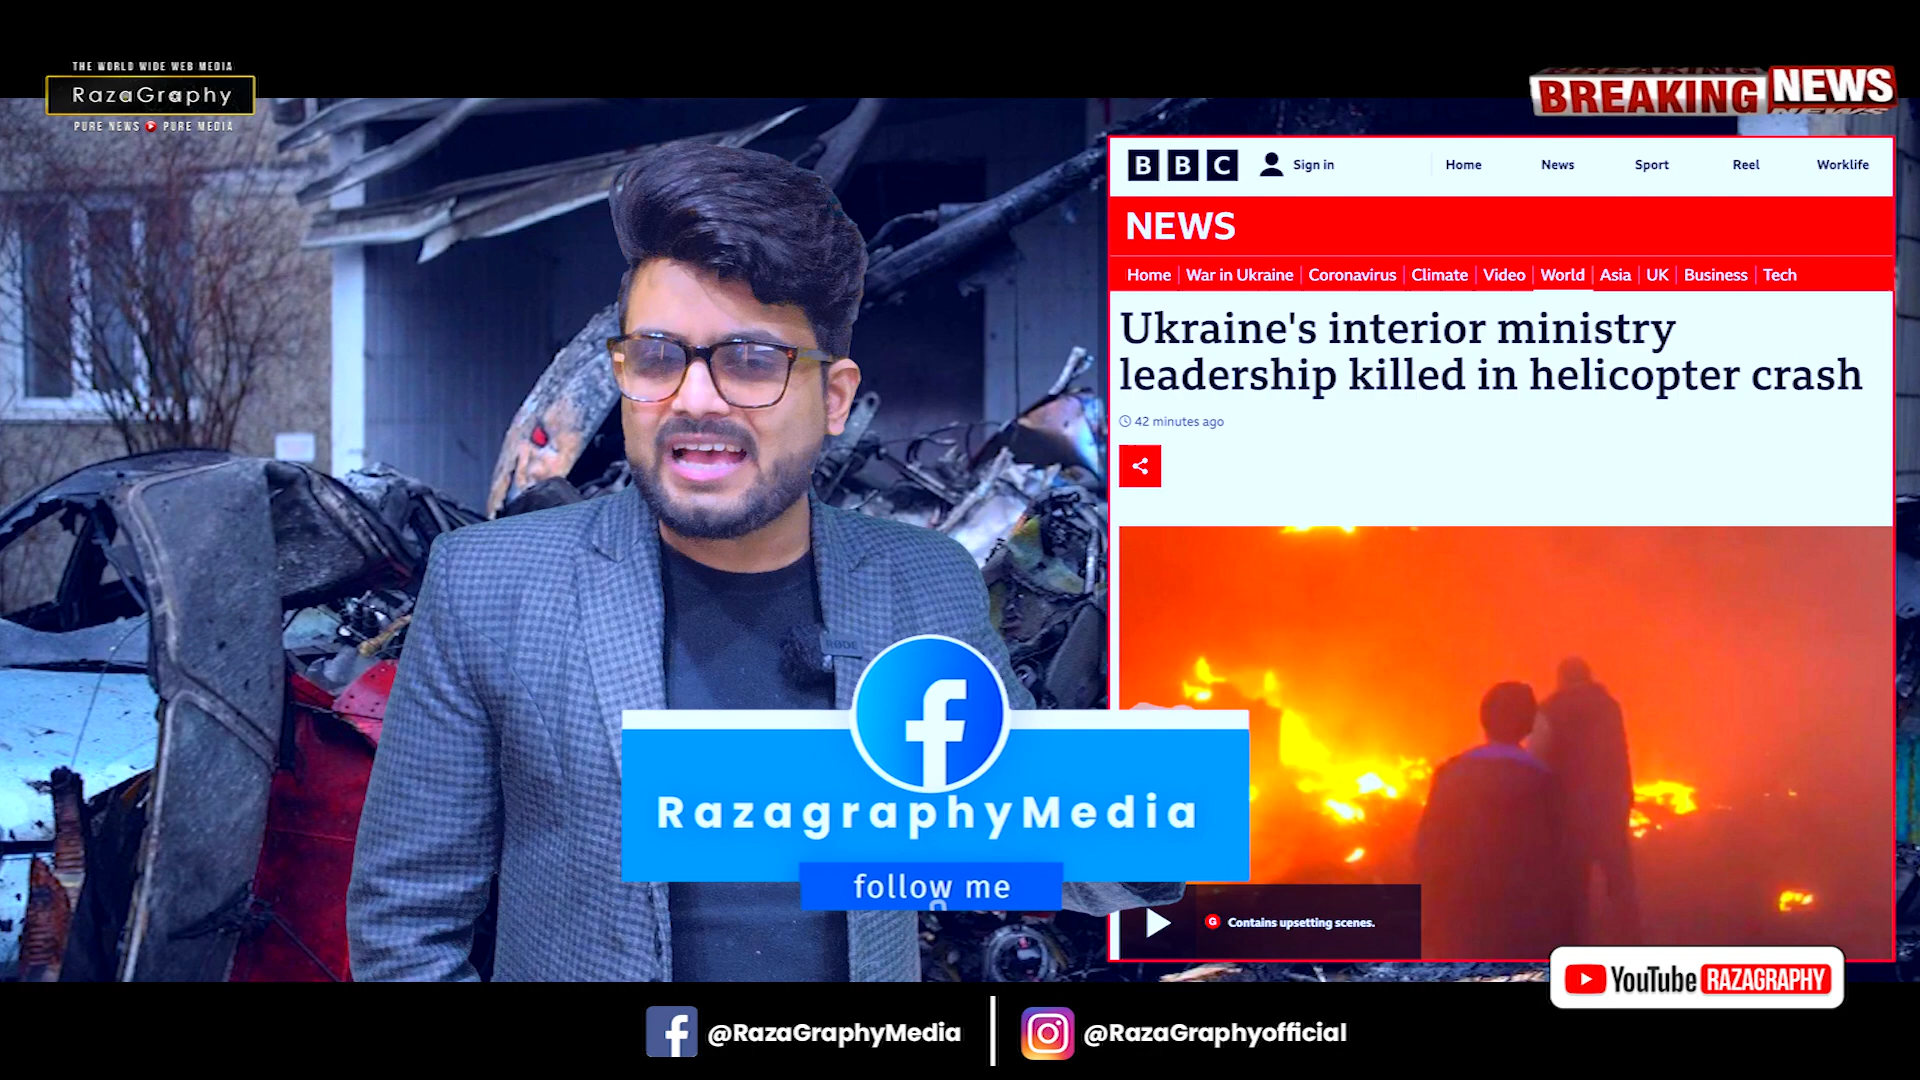 THE WORLD WIDE WEB MEDIA
RazaGraphy
PURE NEWS PURE MEDIA
BREAKING NEWS
BBC Sign in Home News Sport Reel Worklife
NEWS
Home War in Ukraine Coronavirus Climate Video World Asia UK Business Tech
Ukraine's interior ministry
leadership killed in helicopter crash
42 minutes ago
RØDE
RazagraphyMedia
follow me
Contains upsetting scenes.
YouTube RAZAGRAPHY
@RazaGraphyMedia
@RazaGraphyofficial